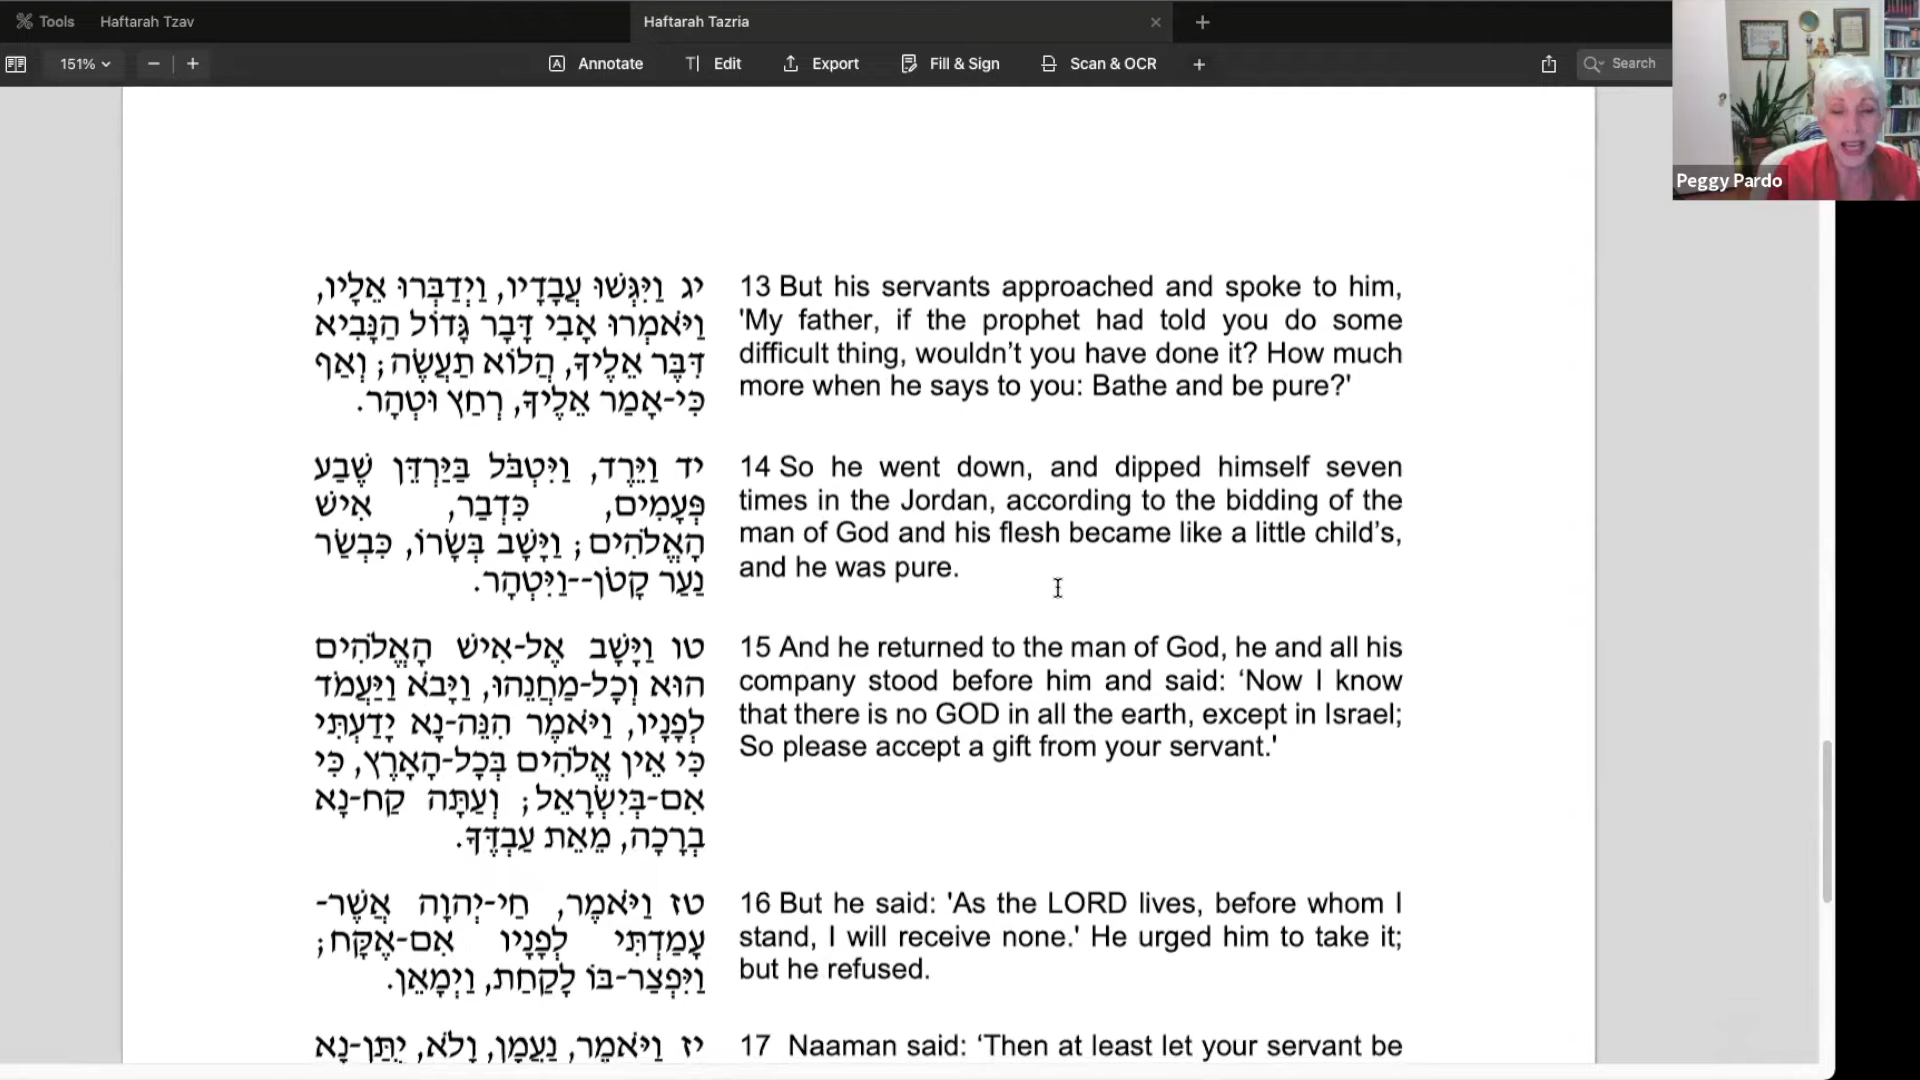 Tools
Haftarah Tzav
Haftarah Tazria
151%
Annotate
Edit
Export
Fill & Sign
Scan & OCR
Search
Peggy Pardo
יג וַיִּגְּשׁוּ עֲבָדָיו, וַיְדַבְּרוּ אֵלָיו,
וַיֹּאמְרוּ אָבִי דָּבָר גָּדוֹל הַנָּבִיא
דִּבֶּר אֵלֶיךָ, הֲלוֹא תַעֲשֶׂה; וְאַף
כִּי-אָמַר אֵלֶיךָ, רְחַץ וּטְהָר.
13 But his servants approached and spoke to him,
'My father, if the prophet had told you do some
difficult thing, wouldn’t you have done it? How much
more when he says to you: Bathe and be pure?'
יד וַיֵּרֶד, וַיִּטְבֹּל בַּיַּרְדֵּן שֶׁבַע
פְּעָמִים, כִּדְבַר, אִישׁ
הָאֱלֹהִים; וַיָּשָׁב בְּשָׂרוֹ, כִּבְשַׂר
נַעַר קָטֹן--וַיִּטְהָר.
14 So he went down, and dipped himself seven
times in the Jordan, according to the bidding of the
man of God and his flesh became like a little child’s,
and he was pure.
טו וַיָּשָׁב אֶל-אִישׁ הָאֱלֹהִים
הוּא וְכָל-מַחֲנֵהוּ, וַיָּבֹא וַיַּעֲמֹד
לְפָנָיו, וַיֹּאמֶר הִנֵּה-נָא יָדַעְתִּי
כִּי אֵין אֱלֹהִים בְּכָל-הָאָרֶץ, כִּי
אִם-בְּיִשְׂרָאֵל; וְעַתָּה קַח-נָא
בְרָכָה, מֵאֵת עַבְדֶּךָ.
15 And he returned to the man of God, he and all his
company stood before him and said: ‘Now I know
that there is no GOD in all the earth, except in Israel;
So please accept a gift from your servant.'
טז וַיֹּאמֶר, חַי-יְהוָה אֲשֶׁר-
עָמַדְתִּי לְפָנָיו אִם-אֶקָּח;
וַיִּפְצַר-בּוֹ לָקַחַת, וַיְמָאֵן.
16 But he said: 'As the LORD lives, before whom I
stand, I will receive none.' He urged him to take it;
but he refused.
יז וַיֹּאמֶר, נַעֲמָן, וָלֹא, יֻתַּן-נָא
17 Naaman said: ‘Then at least let your servant be